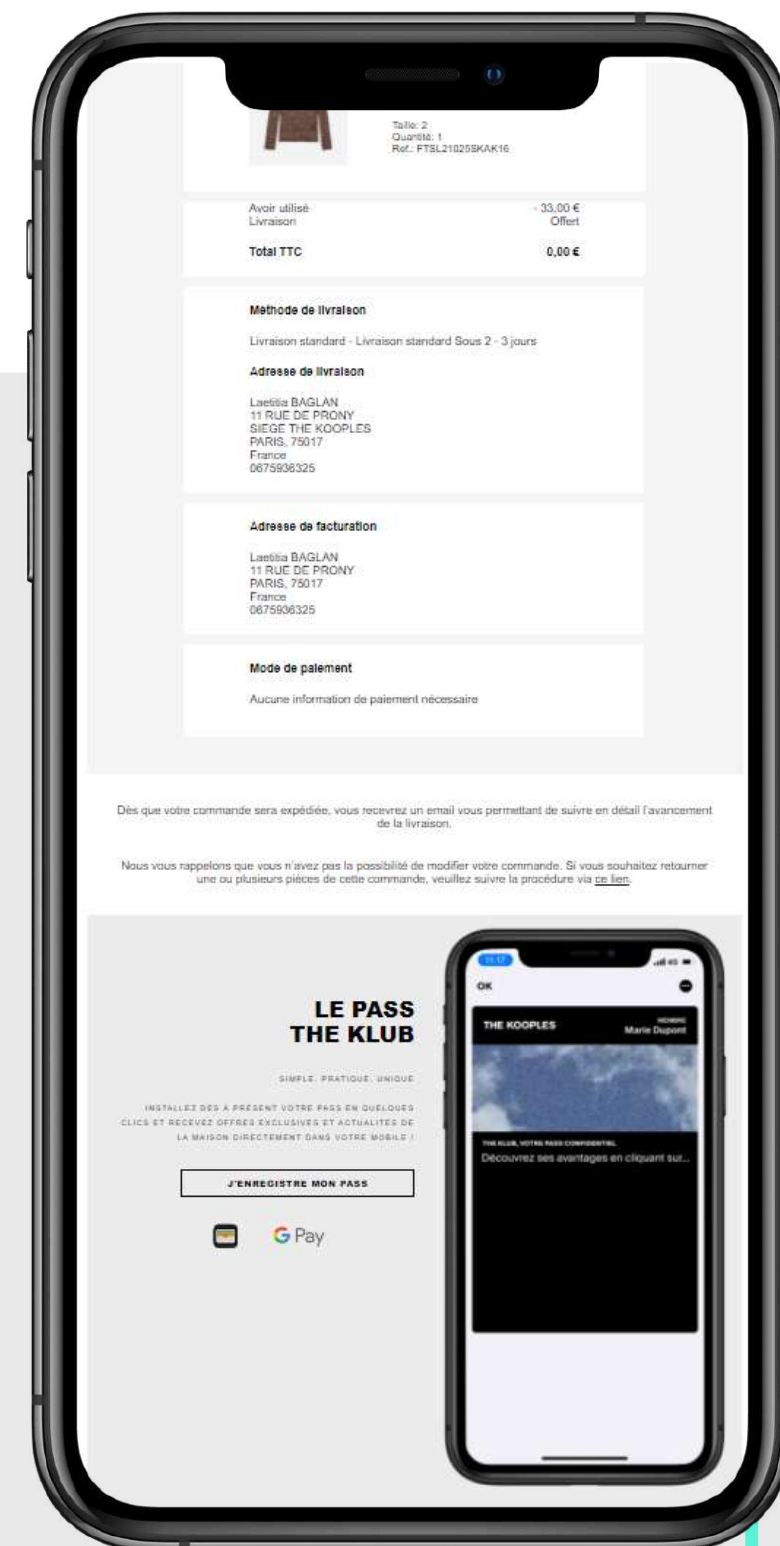 Taille: 2
Quantité: 1
Ref.: FTSL21025SKAK16
Avoir utilisé - 33,00 €
Livraison Offert
Total TTC 0,00 €
Méthode de livraison
Livraison standard - Livraison standard Sous 2 - 3 jours
Adresse de livraison
Laetitia BAGLAN
11 RUE DE PRONY
SIEGE THE KOOPLES
PARIS, 75017
France
0675936325
Adresse de facturation
Laetitia BAGLAN
11 RUE DE PRONY
PARIS, 75017
France
0675936325
Mode de paiement
Aucune information de paiement nécessaire
Dès que votre commande sera expédiée, vous recevrez un email vous permettant de suivre en détail l'avancement
de la livraison.
Nous vous rappelons que vous n'avez pas la possibilité de modifier votre commande. Si vous souhaitez retourner
une ou plusieurs pièces de cette commande, veuillez suivre la procédure via ce lien.
LE PASS
THE KLUB
SIMPLE. PRATIQUE. UNIQUE
INSTALLEZ DÈS À PRÉSENT VOTRE PASS EN QUELQUES
CLICS ET RECEVEZ OFFRES EXCLUSIVES ET ACTUALITÉS DE
LA MAISON DIRECTEMENT DANS VOTRE MOBILE !
J'ENREGISTRE MON PASS
G Pay
11:17
4G
OK
THE KOOPLES
MEMBRE
Marie Dupont
THE KLUB, VOTRE PASS CONFIDENTIEL
Découvrez ses avantages en cliquant sur...